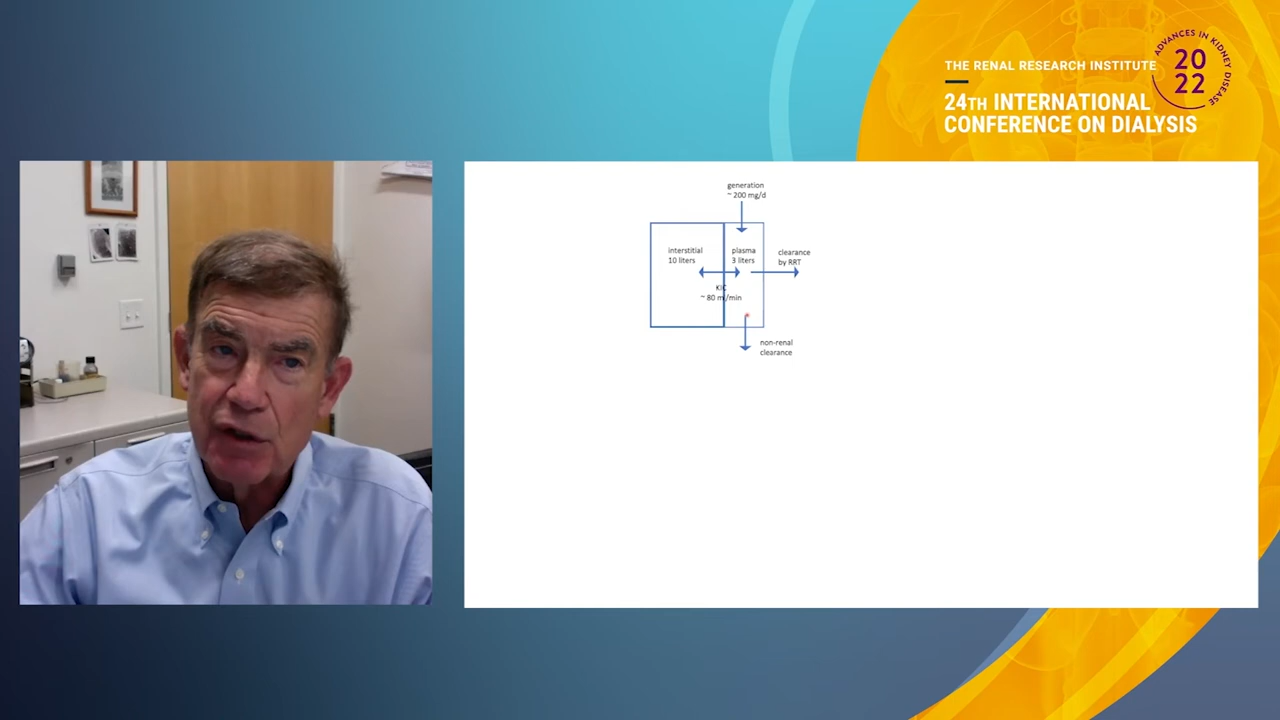 THE RENAL RESEARCH INSTITUTE
24TH INTERNATIONAL
CONFERENCE ON DIALYSIS
ADVANCES IN KIDNEY DISEASE
20
22
generation
~ 200 mg/d
interstitial
10 liters
plasma
3 liters
clearance
by RRT
KIC
~ 80 ml/min
non-renal
clearance